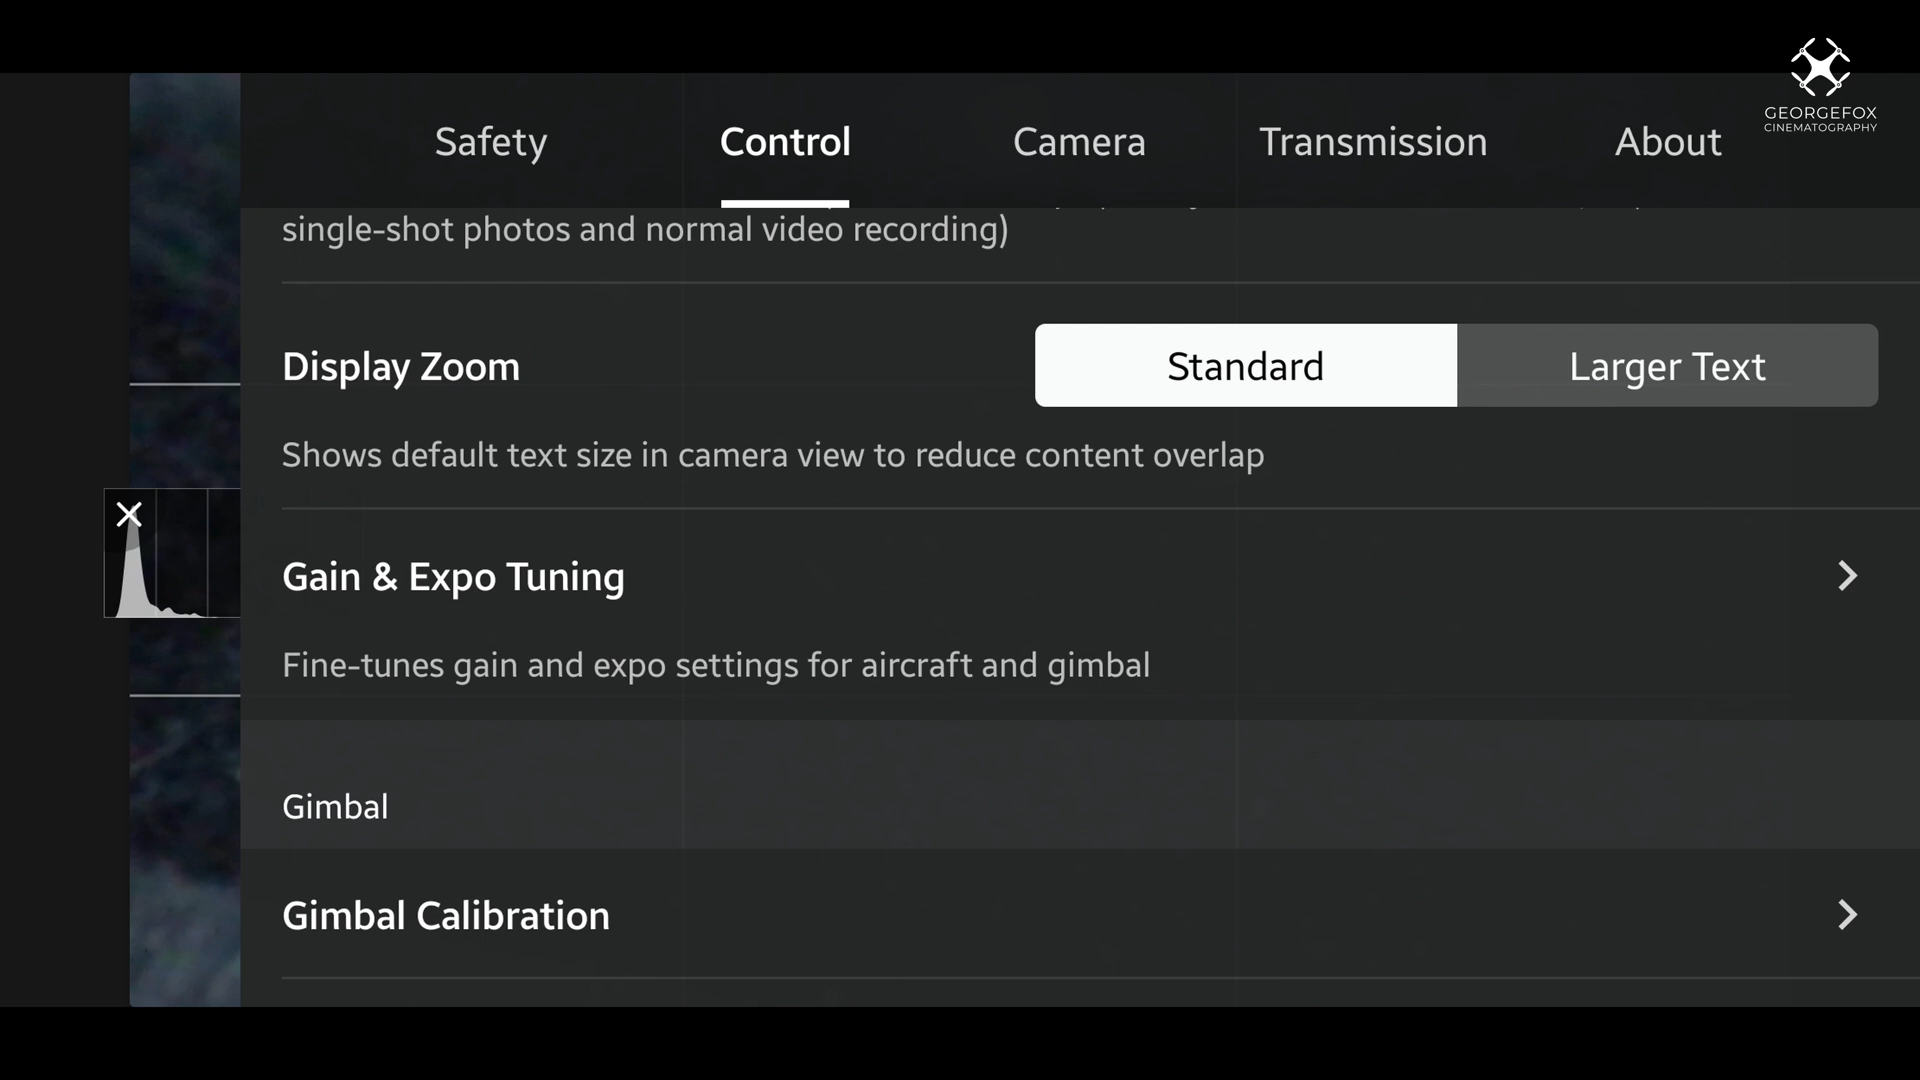 GEORGEFOX
CINEMATOGRAPHY
Safety Control Camera Transmission About
single-shot photos and normal video recording)
Display Zoom Standard Larger Text
Shows default text size in camera view to reduce content overlap
Gain & Expo Tuning
Fine-tunes gain and expo settings for aircraft and gimbal
Gimbal
Gimbal Calibration